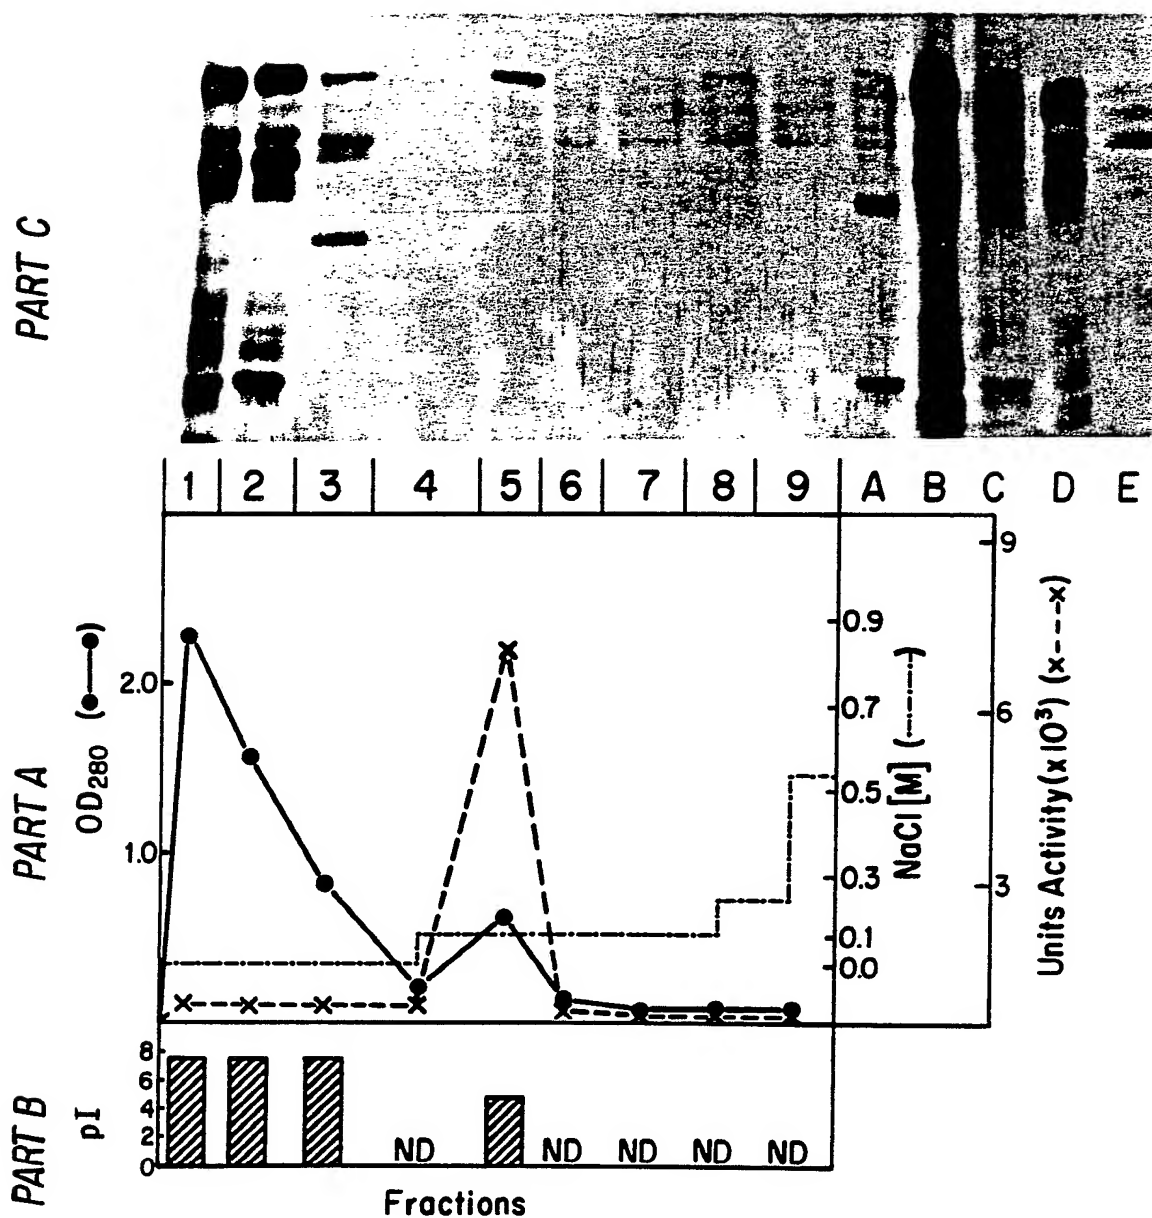 PART C
1 2 3 4 5 6 7 8 9 A B C D E
PART A
OD280 (●—●)
2.0
1.0
0.9
0.7
0.5
0.3
0.1
0.0
NaCl [M] (—·—·—)
9
6
3
Units Activity (x10³) (x---x)
PART B
pI
8
6
4
2
0
ND ND ND ND ND
Fractions